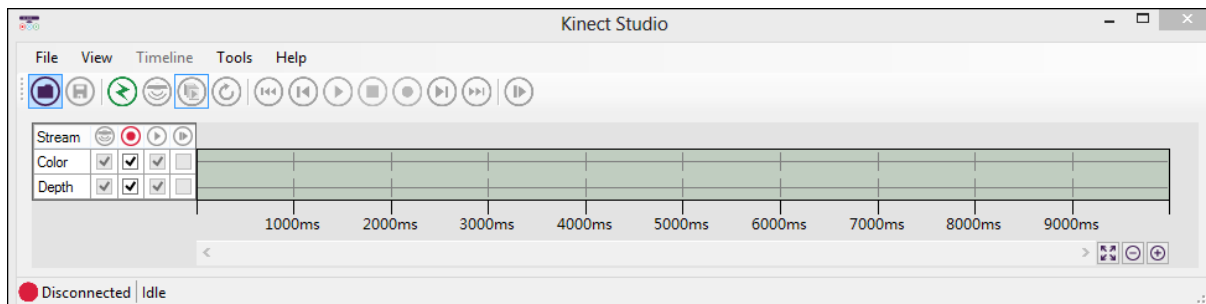 Kinect Studio
File View Timeline Tools Help
Stream
Color
Depth
1000ms 2000ms 3000ms 4000ms 5000ms 6000ms 7000ms 8000ms 9000ms
Disconnected Idle